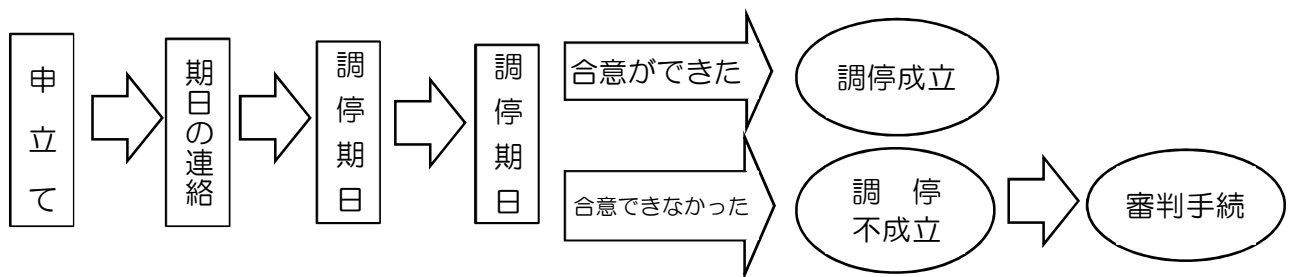 申立て
期日の連絡
調停期日
調停期日
合意ができた
調停成立
合意できなかった
調 停
不成立
審判手続